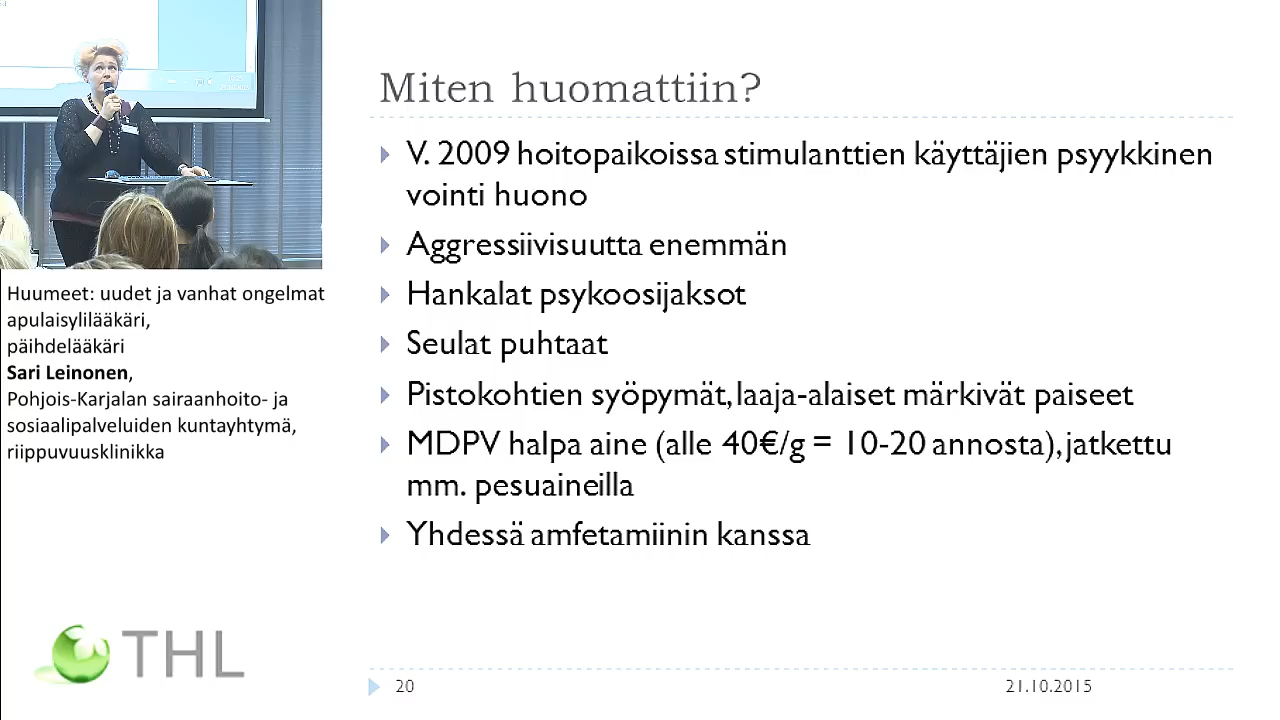 Miten huomattiin?
V. 2009 hoitopaikoissa stimulanttien käyttäjien psyykkinen
vointi huono
Aggressiivisuutta enemmän
Hankalat psykoosijaksot
Seulat puhtaat
Pistokohtien syöpymät, laaja-alaiset märkivät paiseet
MDPV halpa aine (alle 40€/g = 10-20 annosta), jatkettu
mm. pesuaineilla
Yhdessä amfetamiinin kanssa
Huumeet: uudet ja vanhat ongelmat
apulaisylilääkäri,
päihdelääkäri
Sari Leinonen,
Pohjois-Karjalan sairaanhoito- ja
sosiaalipalveluiden kuntayhtymä,
riippuvuusklinikka
THL
20
21.10.2015